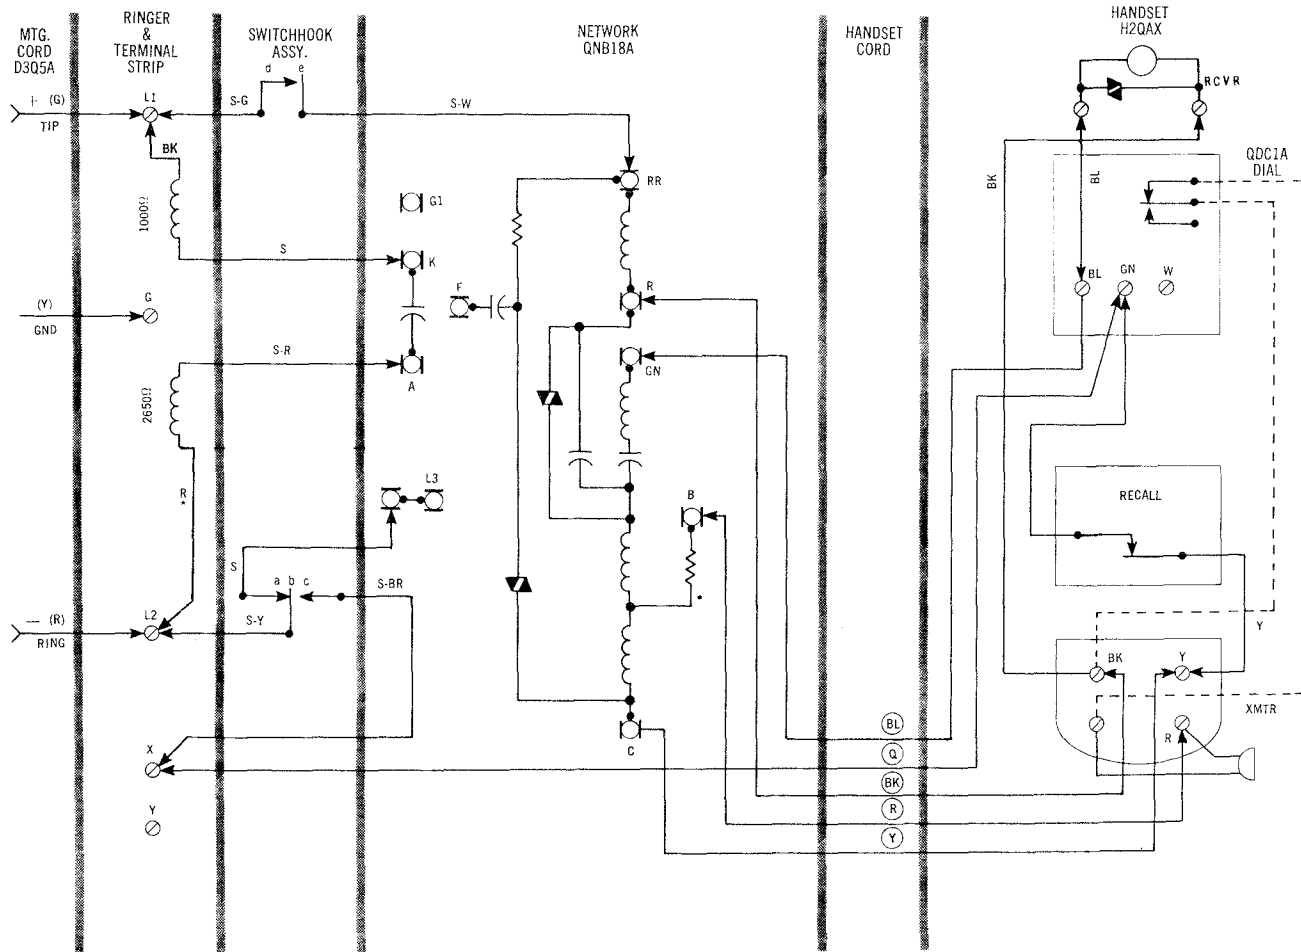 MTG.
CORD
D3Q5A
RINGER
&
TERMINAL
STRIP
SWITCHHOOK
ASSY.
NETWORK
QNB18A
HANDSET
CORD
HANDSET
H2QAX
d e
+ (G)
TIP
L1
S-G
S-W
RCVR
BK
BK
BL
QDC1A
DIAL
RR
G1
1000Ω
S
K
(Y)
GND
G
F
R
BL
GN
W
S-R
A
GN
2650Ω
R
*
L3
B
RECALL
S
a b c
S-BR
*
— (R)
RING
L2
S-Y
Y
BK
Y
XMTR
R
C
X
BL
Q
BK
R
Y
Y